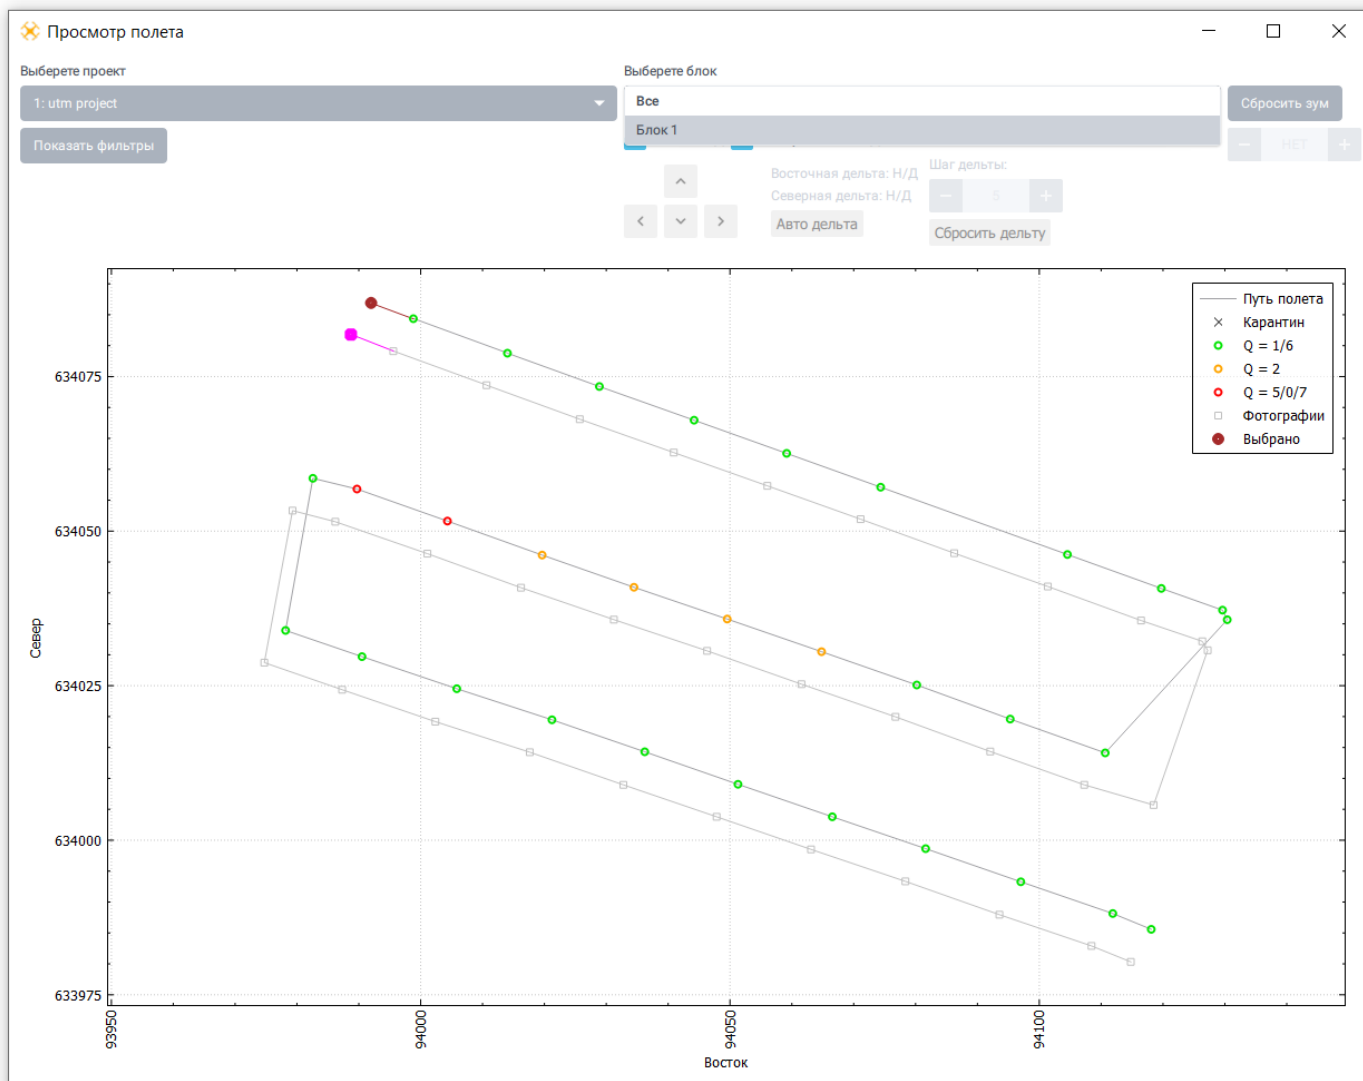 Просмотр полета
Выберете проект
Выберете блок
1: utm project
Все
Сбросить зум
Блок 1
Показать фильтры
НЕТ
Восточная дельта: Н/Д
Шаг дельты:
Северная дельта: Н/Д
5
Авто дельта
Сбросить дельту
Путь полета
Карантин
Q = 1/6
Q = 2
Q = 5/0/7
Фотографии
Выбрано
634075
634050
634025
634000
633975
Север
93950
94000
94050
94100
Восток